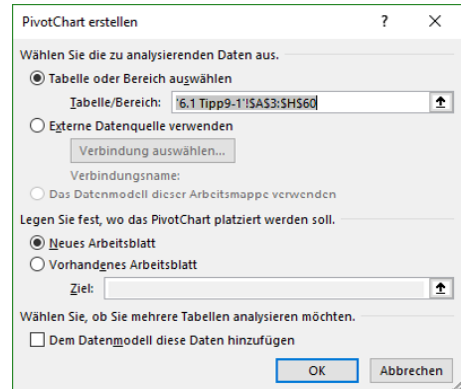 PivotChart erstellen ? ×
Wählen Sie die zu analysierenden Daten aus.
Tabelle oder Bereich auswählen
Tabelle/Bereich: '6.1 Tipp9-1'!$A$3:$H$60
Externe Datenquelle verwenden
Verbindung auswählen...
Verbindungsname:
Das Datenmodell dieser Arbeitsmappe verwenden
Legen Sie fest, wo das PivotChart platziert werden soll.
Neues Arbeitsblatt
Vorhandenes Arbeitsblatt
Ziel:
Wählen Sie, ob Sie mehrere Tabellen analysieren möchten.
Dem Datenmodell diese Daten hinzufügen
OK Abbrechen